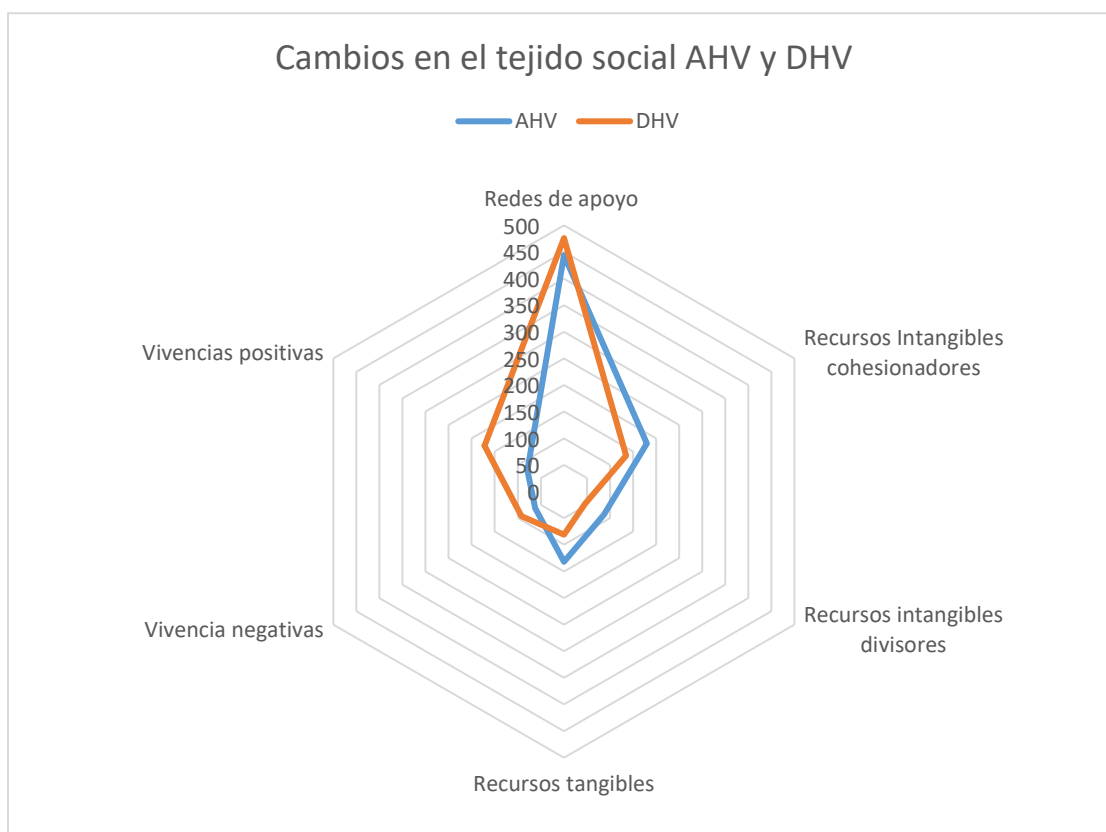 Cambios en el tejido social AHV y DHV
AHV DHV
Redes de apoyo
500
450
400
350
300
250
200
150
100
50
0
Recursos Intangibles
cohesionadores
Recursos intangibles
divisores
Recursos tangibles
Vivencia negativas
Vivencias positivas